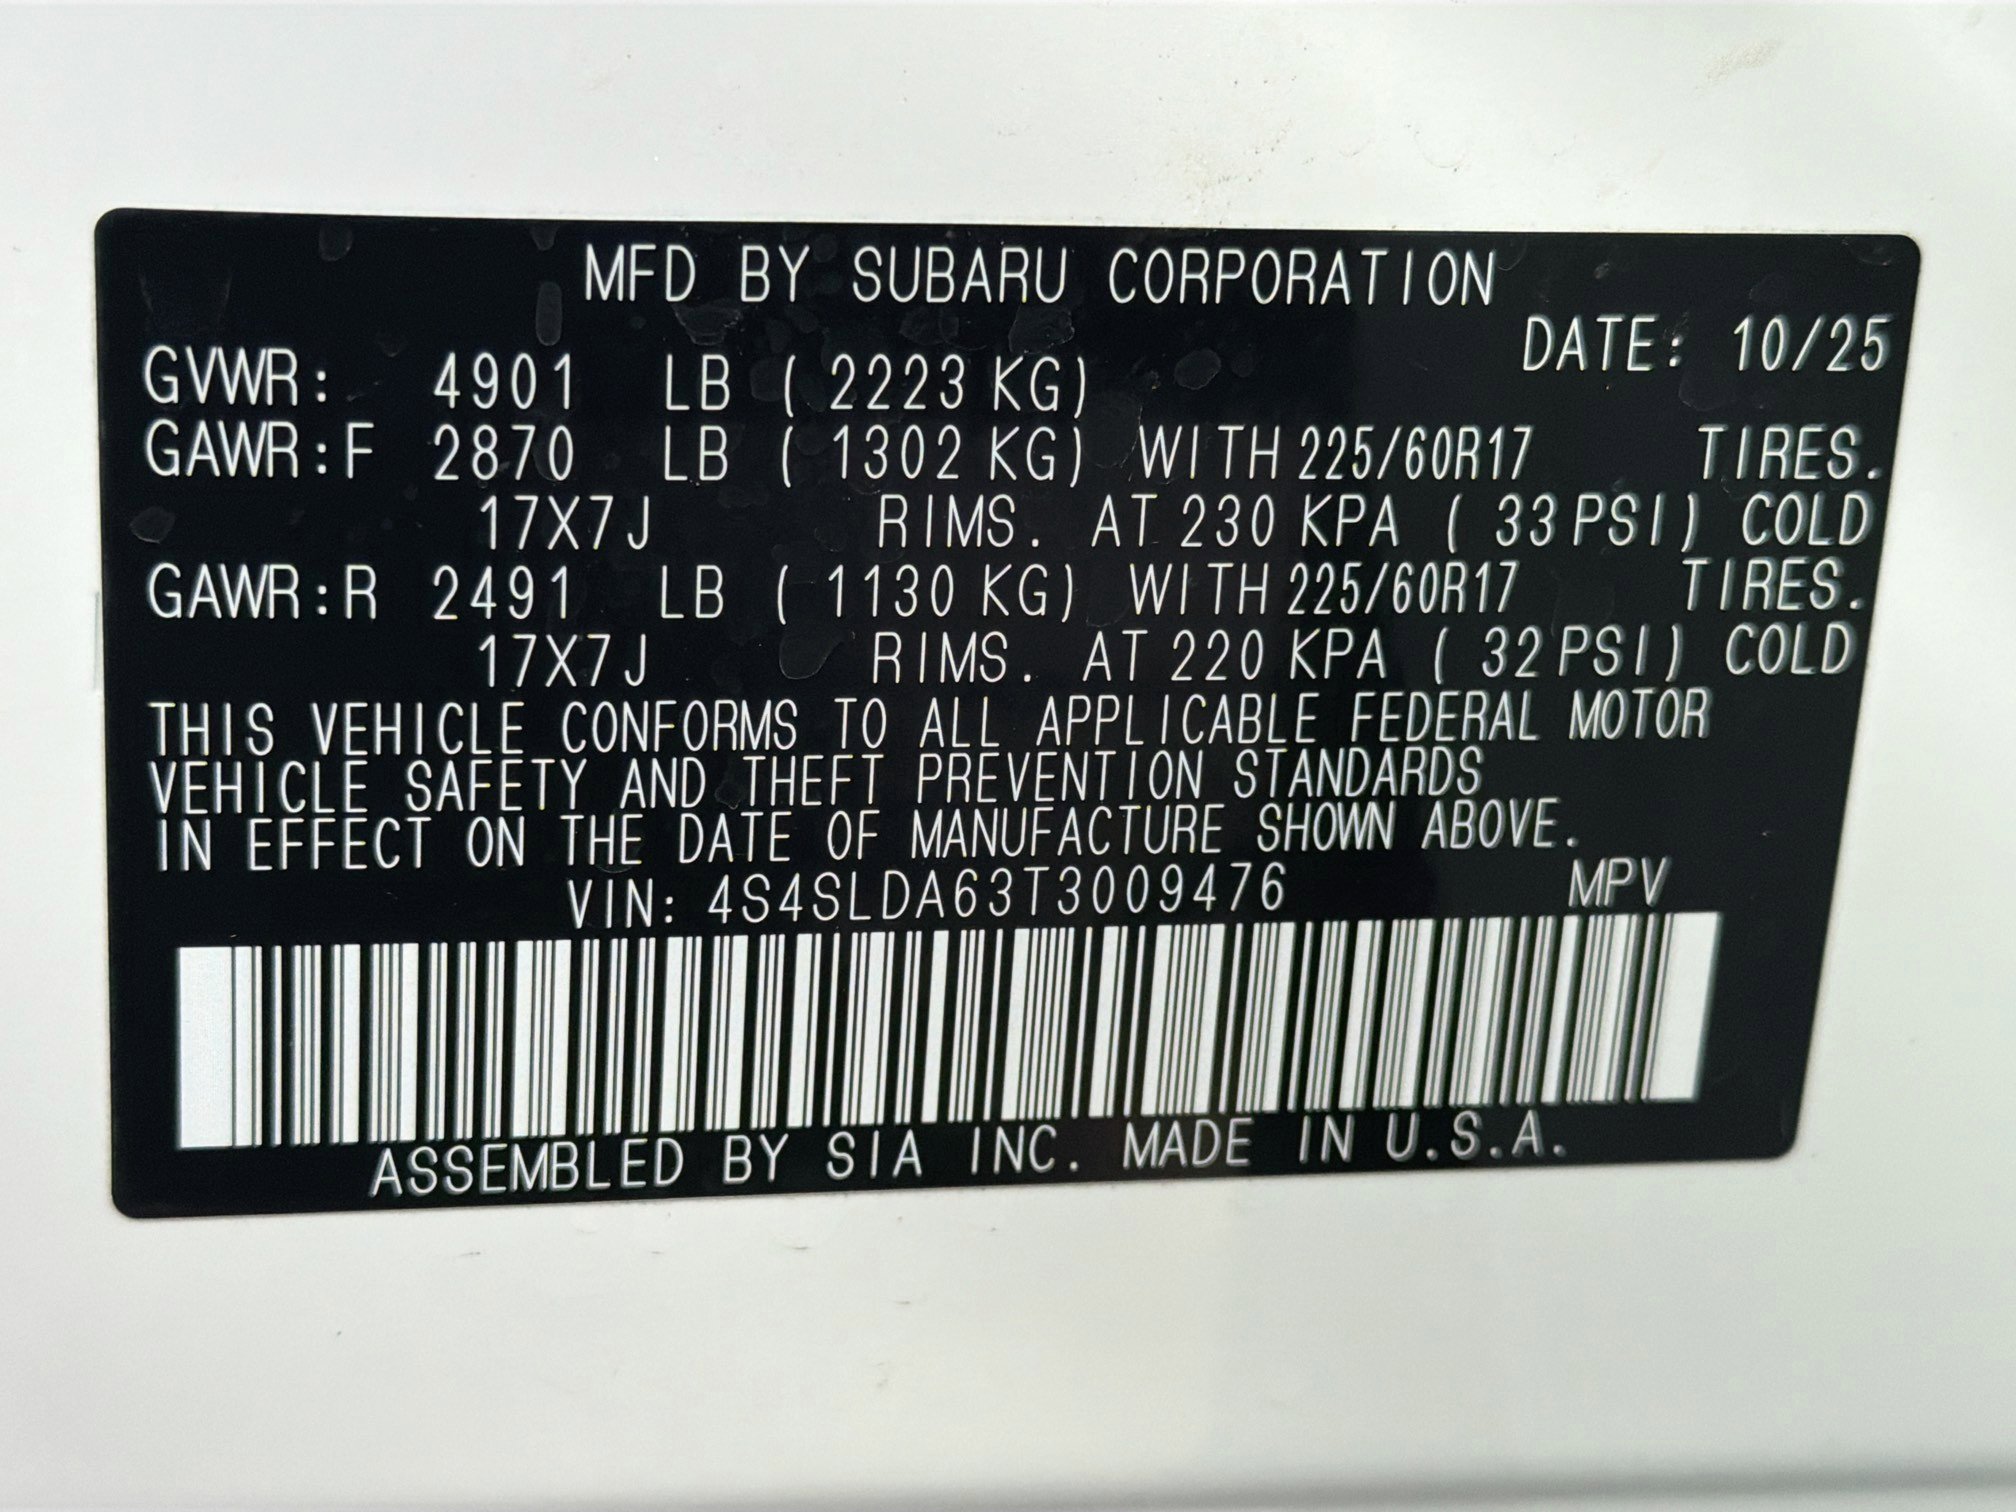 MFD BY SUBARU CORPORATION
DATE: 10/25
GVWR: 4901 LB ( 2223 KG)
GAWR:F 2870 LB ( 1302 KG) WITH 225/60R17 TIRES.
17X7J RIMS. AT 230 KPA ( 33 PSI) COLD
GAWR:R 2491 LB ( 1130 KG) WITH 225/60R17 TIRES.
17X7J RIMS. AT 220 KPA ( 32 PSI) COLD
THIS VEHICLE CONFORMS TO ALL APPLICABLE FEDERAL MOTOR
VEHICLE SAFETY AND THEFT PREVENTION STANDARDS
IN EFFECT ON THE DATE OF MANUFACTURE SHOWN ABOVE.
VIN: 4S4SLDA63T3009476 MPV
ASSEMBLED BY SIA INC. MADE IN U.S.A.